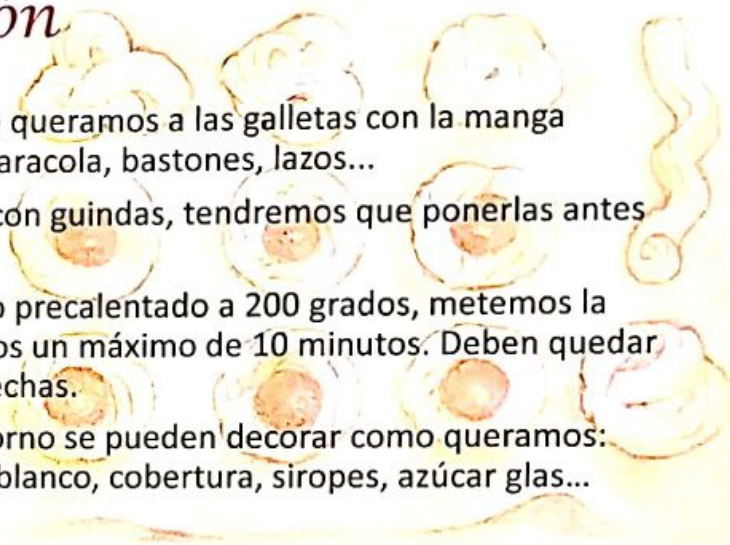 ón
queramos a las galletas con la manga
aracola, bastones, lazos...
con guindas, tendremos que ponerlas antes
o precalentado a 200 grados, metemos la
os un máximo de 10 minutos. Deben quedar
echas.
orno se pueden decorar como queramos:
blanco, cobertura, siropes, azúcar glas...